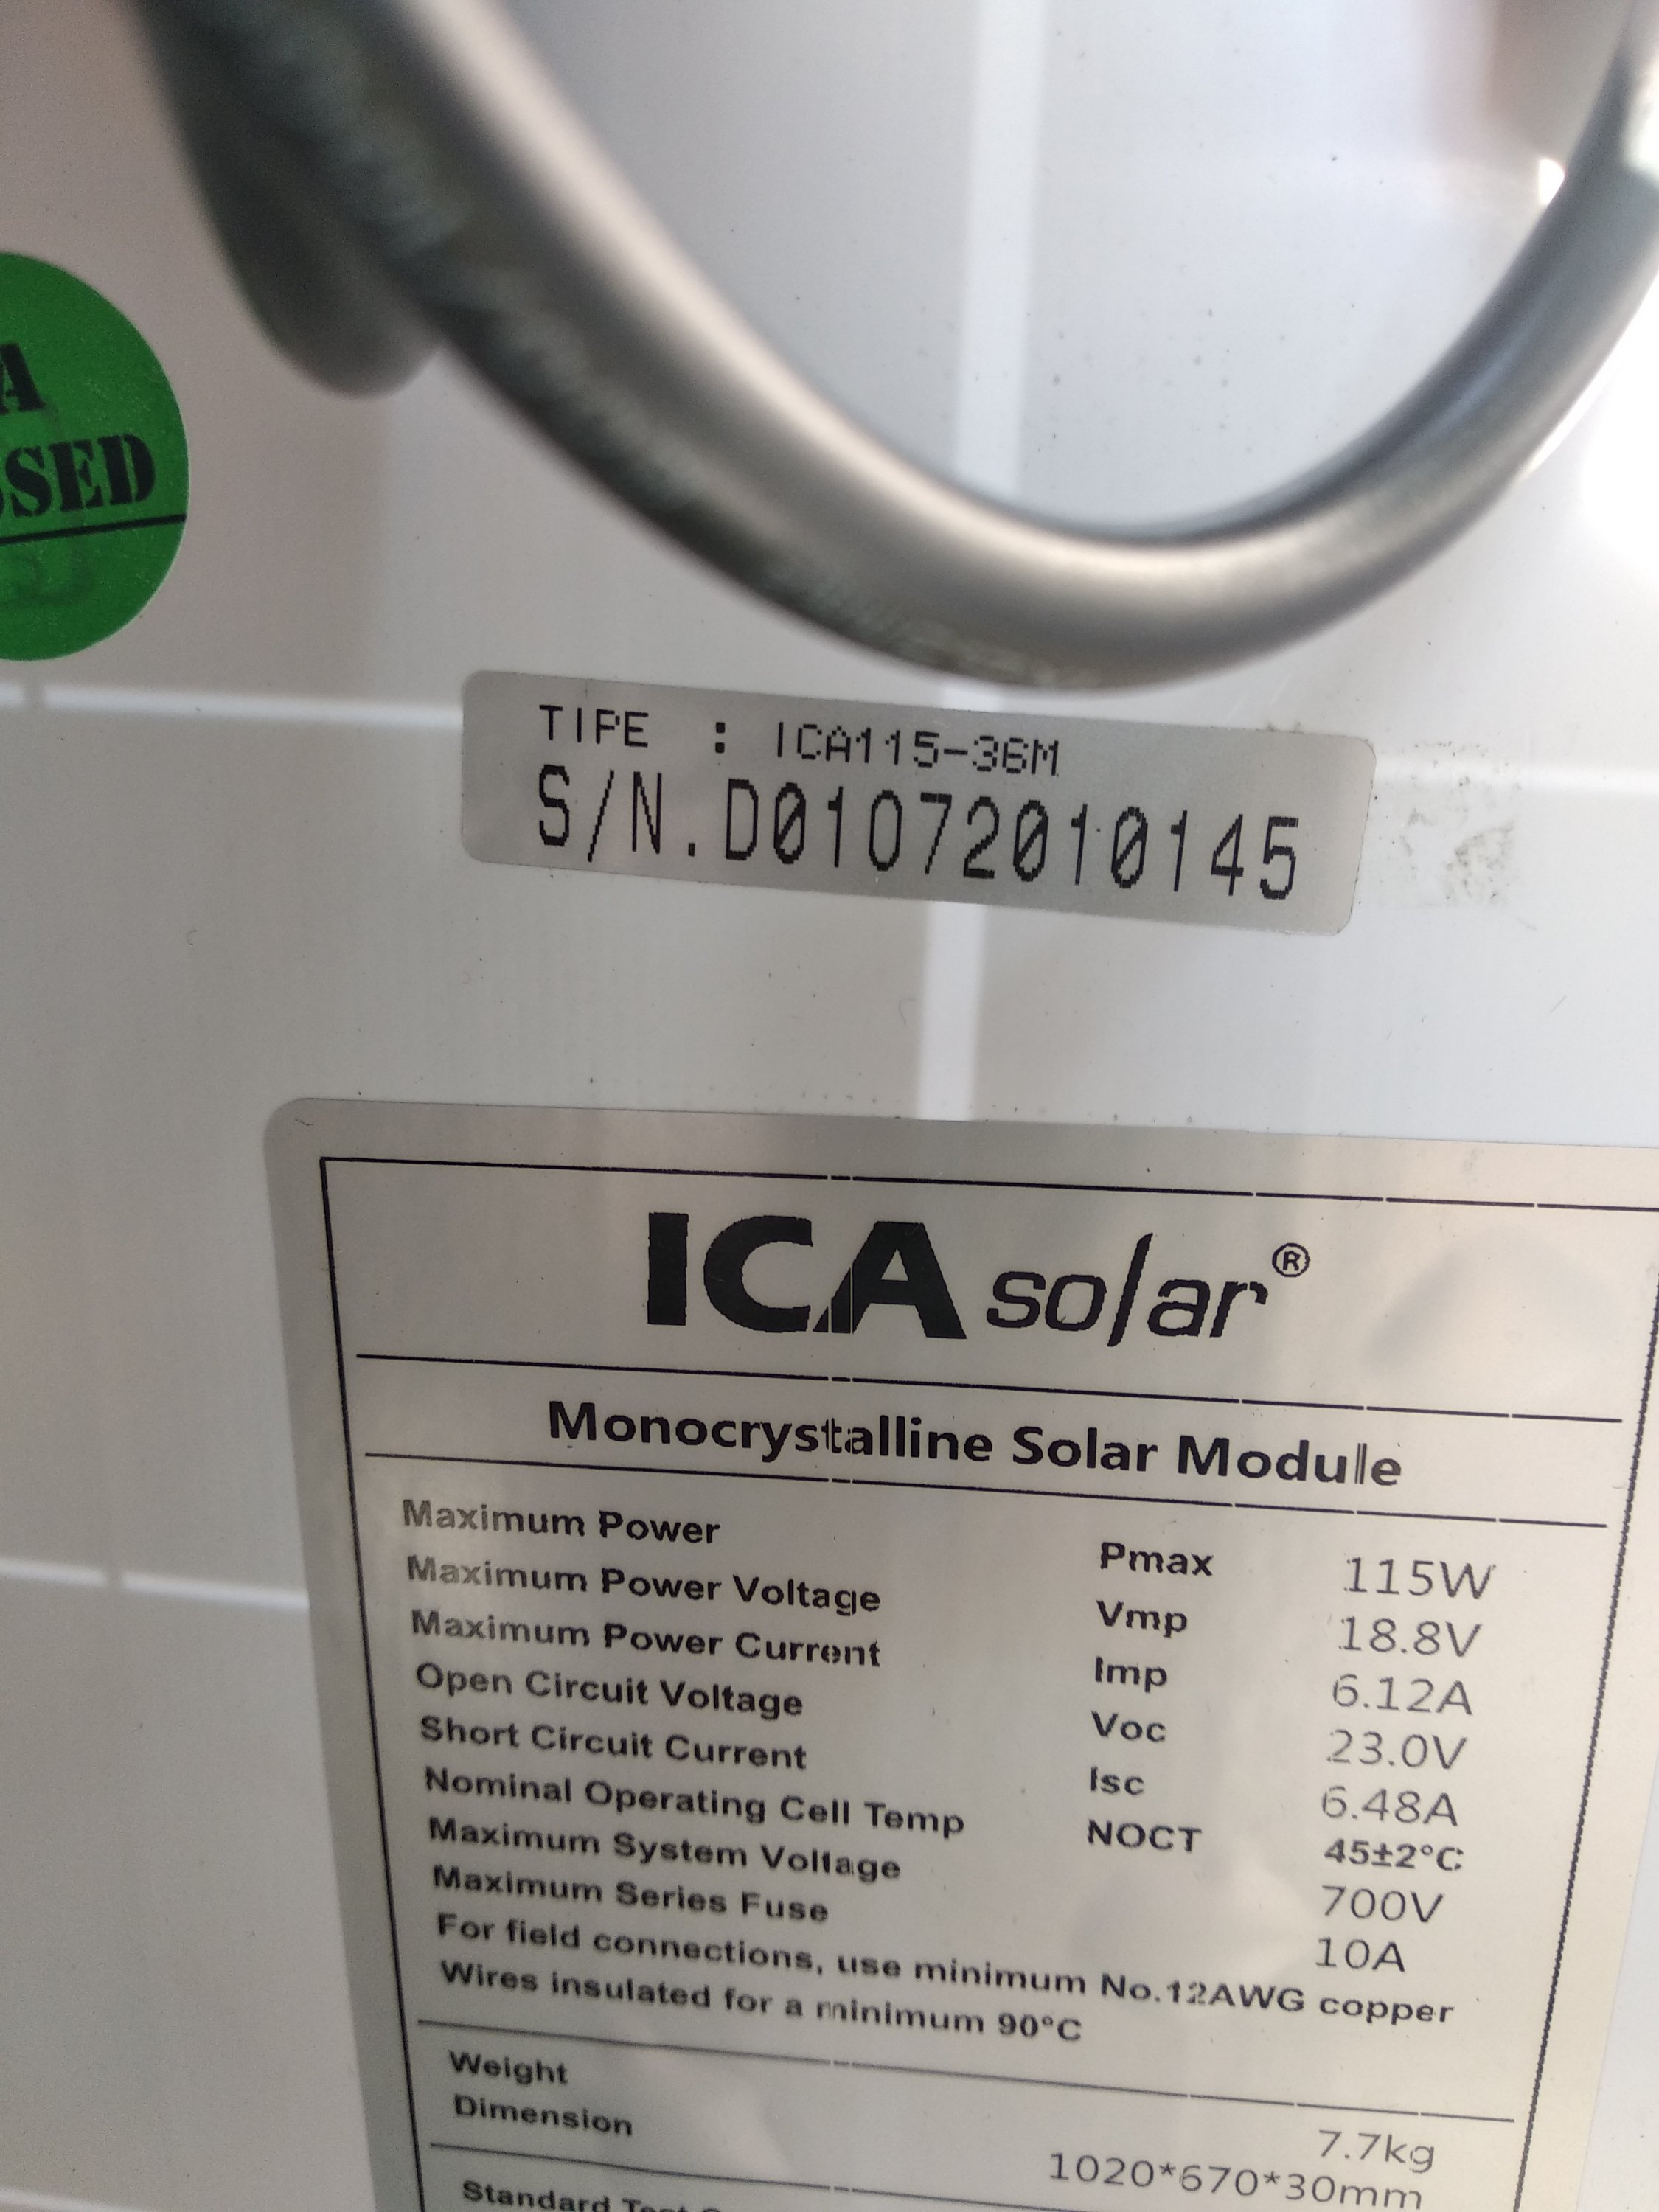 A
SSED
TIPE : ICA115-36M
S/N.D01072010145
ICA solar®
Monocrystalline Solar Module
Maximum Power Pmax 115W
Maximum Power Voltage Vmp 18.8V
Maximum Power Current Imp 6.12A
Open Circuit Voltage Voc 23.0V
Short Circuit Current Isc 6.48A
Nominal Operating Cell Temp NOCT 45±2°C
Maximum System Voltage 700V
Maximum Series Fuse 10A
For field connections, use minimum No.12AWG copper
Wires insulated for a minimum 90°C
Weight 7.7kg
Dimension 1020*670*30mm
Standard